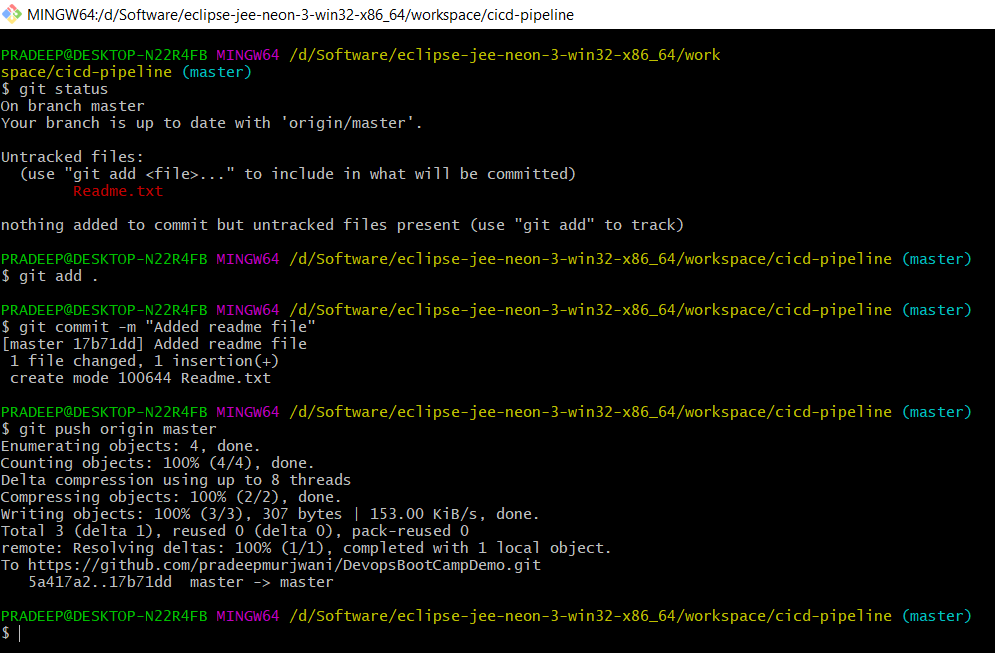 MINGW64:/d/Software/eclipse-jee-neon-3-win32-x86_64/workspace/cicd-pipeline
PRADEEP@DESKTOP-N22R4FB MINGW64 /d/Software/eclipse-jee-neon-3-win32-x86_64/work
space/cicd-pipeline (master)
$ git status
On branch master
Your branch is up to date with 'origin/master'.
Untracked files:
  (use "git add <file>..." to include in what will be committed)
        Readme.txt
nothing added to commit but untracked files present (use "git add" to track)
PRADEEP@DESKTOP-N22R4FB MINGW64 /d/Software/eclipse-jee-neon-3-win32-x86_64/workspace/cicd-pipeline (master)
$ git add .
PRADEEP@DESKTOP-N22R4FB MINGW64 /d/Software/eclipse-jee-neon-3-win32-x86_64/workspace/cicd-pipeline (master)
$ git commit -m "Added readme file"
[master 17b71dd] Added readme file
 1 file changed, 1 insertion(+)
 create mode 100644 Readme.txt
PRADEEP@DESKTOP-N22R4FB MINGW64 /d/Software/eclipse-jee-neon-3-win32-x86_64/workspace/cicd-pipeline (master)
$ git push origin master
Enumerating objects: 4, done.
Counting objects: 100% (4/4), done.
Delta compression using up to 8 threads
Compressing objects: 100% (2/2), done.
Writing objects: 100% (3/3), 307 bytes | 153.00 KiB/s, done.
Total 3 (delta 1), reused 0 (delta 0), pack-reused 0
remote: Resolving deltas: 100% (1/1), completed with 1 local object.
To https://github.com/pradeepmurjwani/DevopsBootCampDemo.git
   5a417a2..17b71dd  master -> master
PRADEEP@DESKTOP-N22R4FB MINGW64 /d/Software/eclipse-jee-neon-3-win32-x86_64/workspace/cicd-pipeline (master)
$